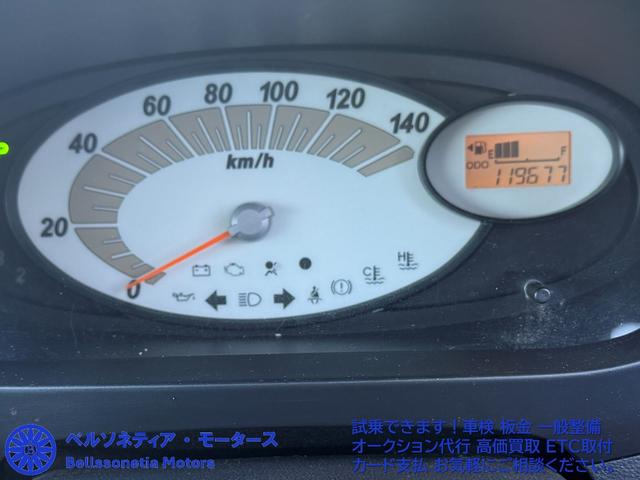 0
20
40
60
80
100
120
140
km/h
E
F
ODO
119677
C
H
2
ベルソネティア・モータース
Bellssonetia Motors
試乗できます!車検 板金 一般整備
オークション代行 高価買取 ETC取付
カード支払 お気軽にご相談ください。